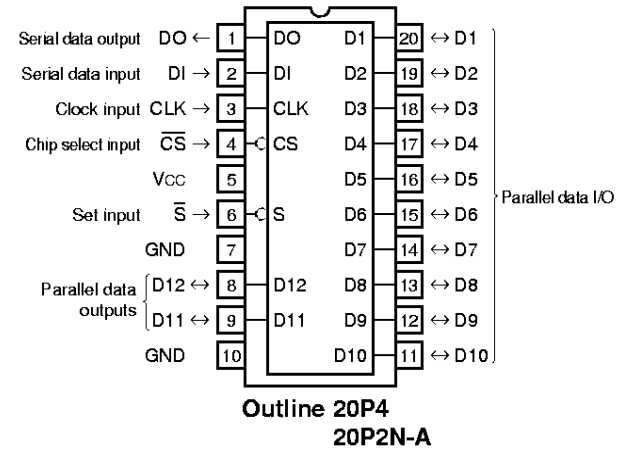 Serial data output DO ← 1 DO D1 20 ↔ D1
Serial data input DI → 2 DI D2 19 ↔ D2
Clock input CLK → 3 CLK D3 18 ↔ D3
Chip select input C̅S̅ → 4 CS D4 17 ↔ D4
VCC 5 D5 16 ↔ D5
Set input S̅ → 6 S D6 15 ↔ D6
GND 7 D7 14 ↔ D7
Parallel data outputs
D12 ↔ 8 D12 D8 13 ↔ D8
D11 ↔ 9 D11 D9 12 ↔ D9
GND 10 D10 11 ↔ D10
Parallel data I/O
Outline 20P4
20P2N-A